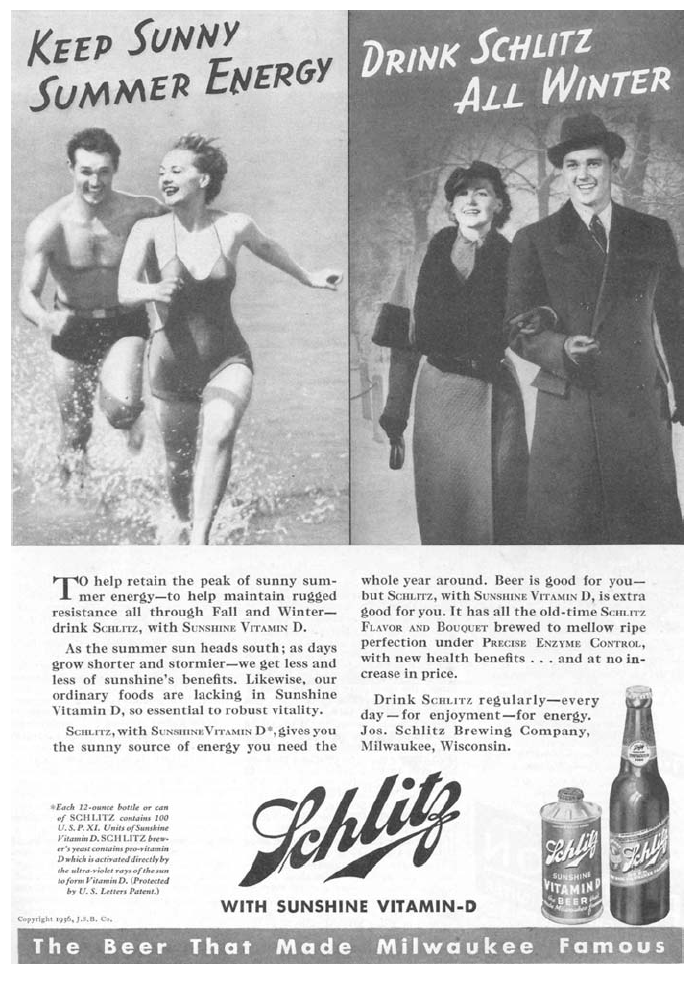 KEEP SUNNY
SUMMER ENERGY
DRINK SCHLITZ
ALL WINTER
TO help retain the peak of sunny sum-
mer energy—to help maintain rugged
resistance all through Fall and Winter—
drink SCHLITZ, with SUNSHINE VITAMIN D.
As the summer sun heads south; as days
grow shorter and stormier—we get less and
less of sunshine's benefits. Likewise, our
ordinary foods are lacking in Sunshine
Vitamin D, so essential to robust vitality.
SCHLITZ, with SUNSHINE VITAMIN D*, gives you
the sunny source of energy you need the
whole year around. Beer is good for you—
but SCHLITZ, with SUNSHINE VITAMIN D, is extra
good for you. It has all the old-time SCHLITZ
FLAVOR AND BOUQUET brewed to mellow ripe
perfection under PRECISE ENZYME CONTROL,
with new health benefits . . . and at no in-
crease in price.
Drink SCHLITZ regularly—every
day—for enjoyment—for energy.
Jos. Schlitz Brewing Company,
Milwaukee, Wisconsin.
*Each 12-ounce bottle or can
of SCHLITZ contains 100
U.S.P. XI. Units of Sunshine
Vitamin D. SCHLITZ brew-
er's yeast contains pro-vitamin
D which is activated directly by
the ultra-violet rays of the sun
to form Vitamin D. (Protected
by U. S. Letters Patent.)
Schlitz
WITH SUNSHINE VITAMIN-D
Schlitz
SUNSHINE
VITAMIN D
BEER
Schlitz
Copyright 1936, J.S.B. Co.
The Beer That Made Milwaukee Famous